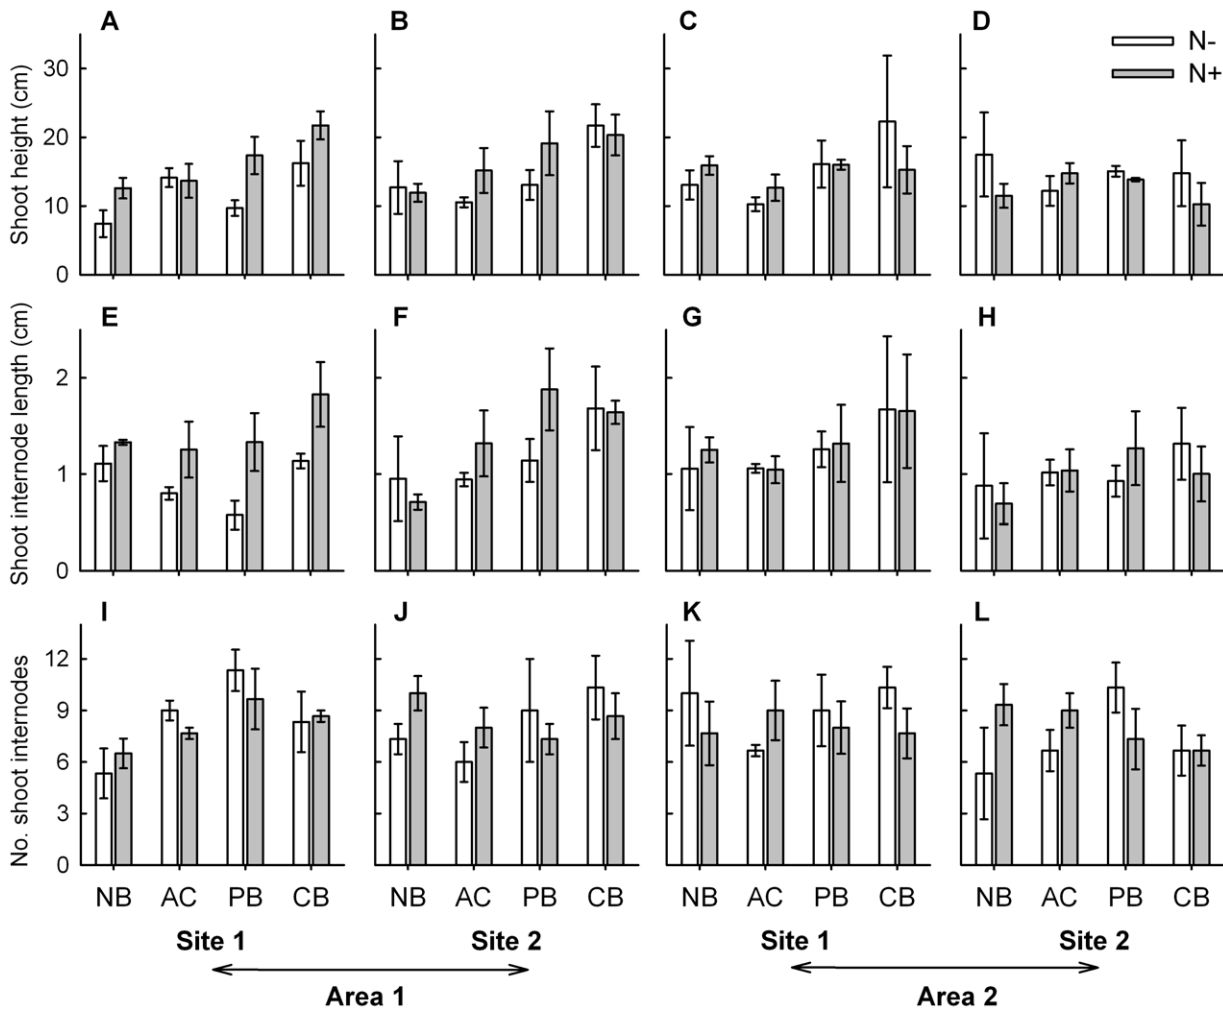 A B C D
N-
N+
Shoot height (cm)
30
20
10
0
E F G H
Shoot internode length (cm)
2
1
0
I J K L
No. shoot internodes
12
9
6
3
0
NB AC PB CB NB AC PB CB NB AC PB CB NB AC PB CB
Site 1 Site 2 Site 1 Site 2
Area 1 Area 2